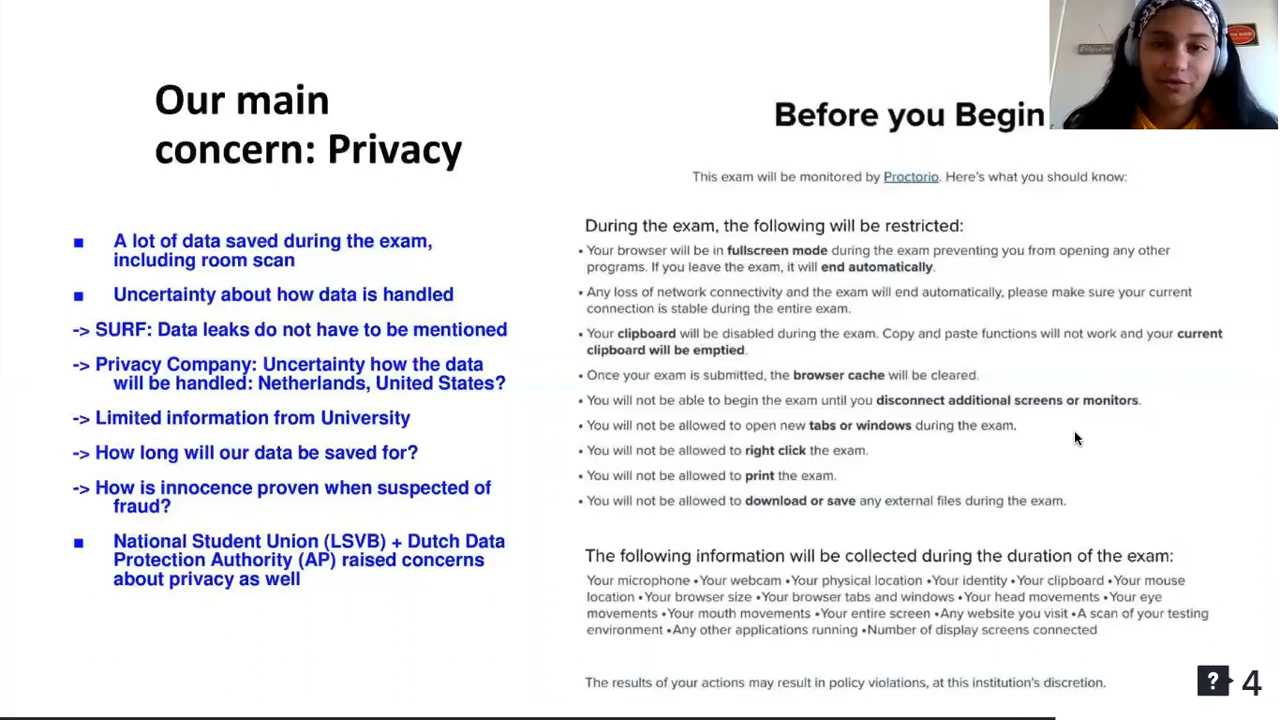 Our main
concern: Privacy
■ A lot of data saved during the exam,
including room scan
■ Uncertainty about how data is handled
-> SURF: Data leaks do not have to be mentioned
-> Privacy Company: Uncertainty how the data
will be handled: Netherlands, United States?
-> Limited information from University
-> How long will our data be saved for?
-> How is innocence proven when suspected of
fraud?
■ National Student Union (LSVB) + Dutch Data
Protection Authority (AP) raised concerns
about privacy as well
Before you Begin
This exam will be monitored by Proctorio. Here's what you should know:
During the exam, the following will be restricted:
• Your browser will be in fullscreen mode during the exam preventing you from opening any other
programs. If you leave the exam, it will end automatically.
• Any loss of network connectivity and the exam will end automatically, please make sure your current
connection is stable during the entire exam.
• Your clipboard will be disabled during the exam. Copy and paste functions will not work and your current
clipboard will be emptied.
• Once your exam is submitted, the browser cache will be cleared.
• You will not be able to begin the exam until you disconnect additional screens or monitors.
• You will not be allowed to open new tabs or windows during the exam.
• You will not be allowed to right click the exam.
• You will not be allowed to print the exam.
• You will not be allowed to download or save any external files during the exam.
The following information will be collected during the duration of the exam:
Your microphone •Your webcam •Your physical location •Your identity •Your clipboard •Your mouse
location •Your browser size •Your browser tabs and windows •Your head movements •Your eye
movements •Your mouth movements •Your entire screen •Any website you visit •A scan of your testing
environment •Any other applications running •Number of display screens connected
The results of your actions may result in policy violations, at this institution's discretion.
? 4